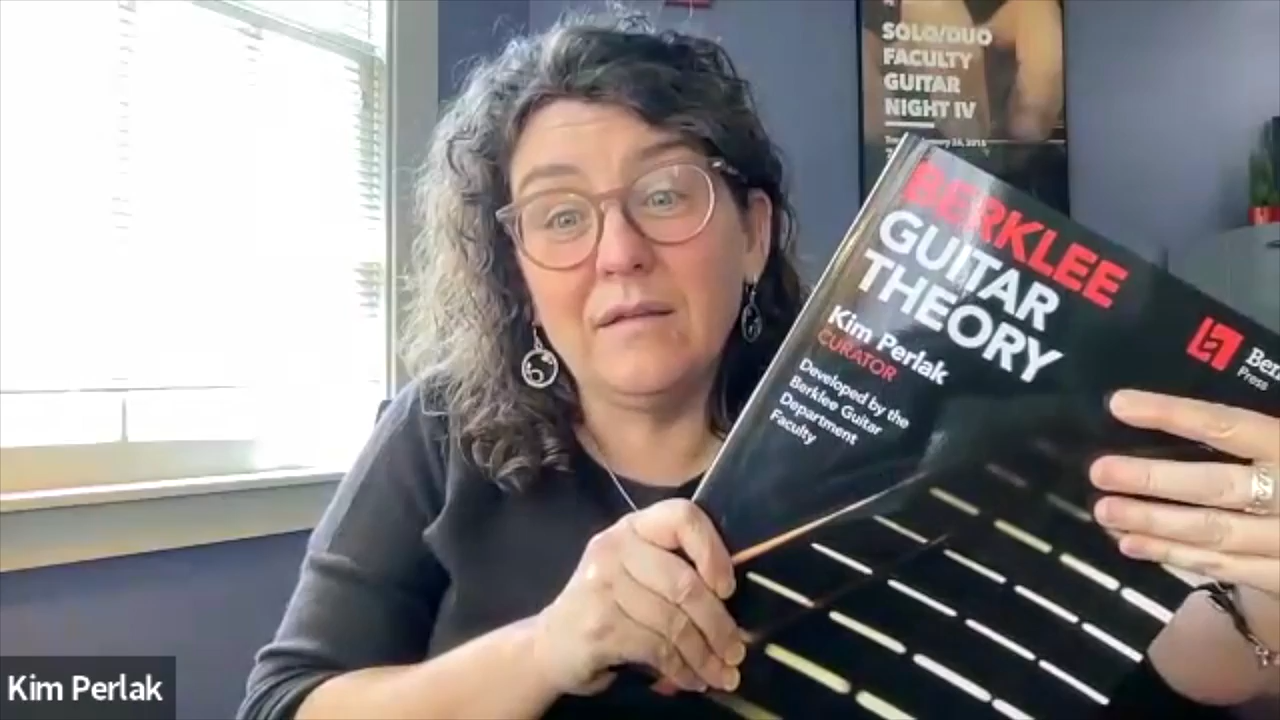 SOLO/DUO
FACULTY
GUITAR
NIGHT IV
BERKLEE
GUITAR
THEORY
Kim Perlak
CURATOR
Developed by the
Berklee Guitar
Department
Faculty
Press
Kim Perlak